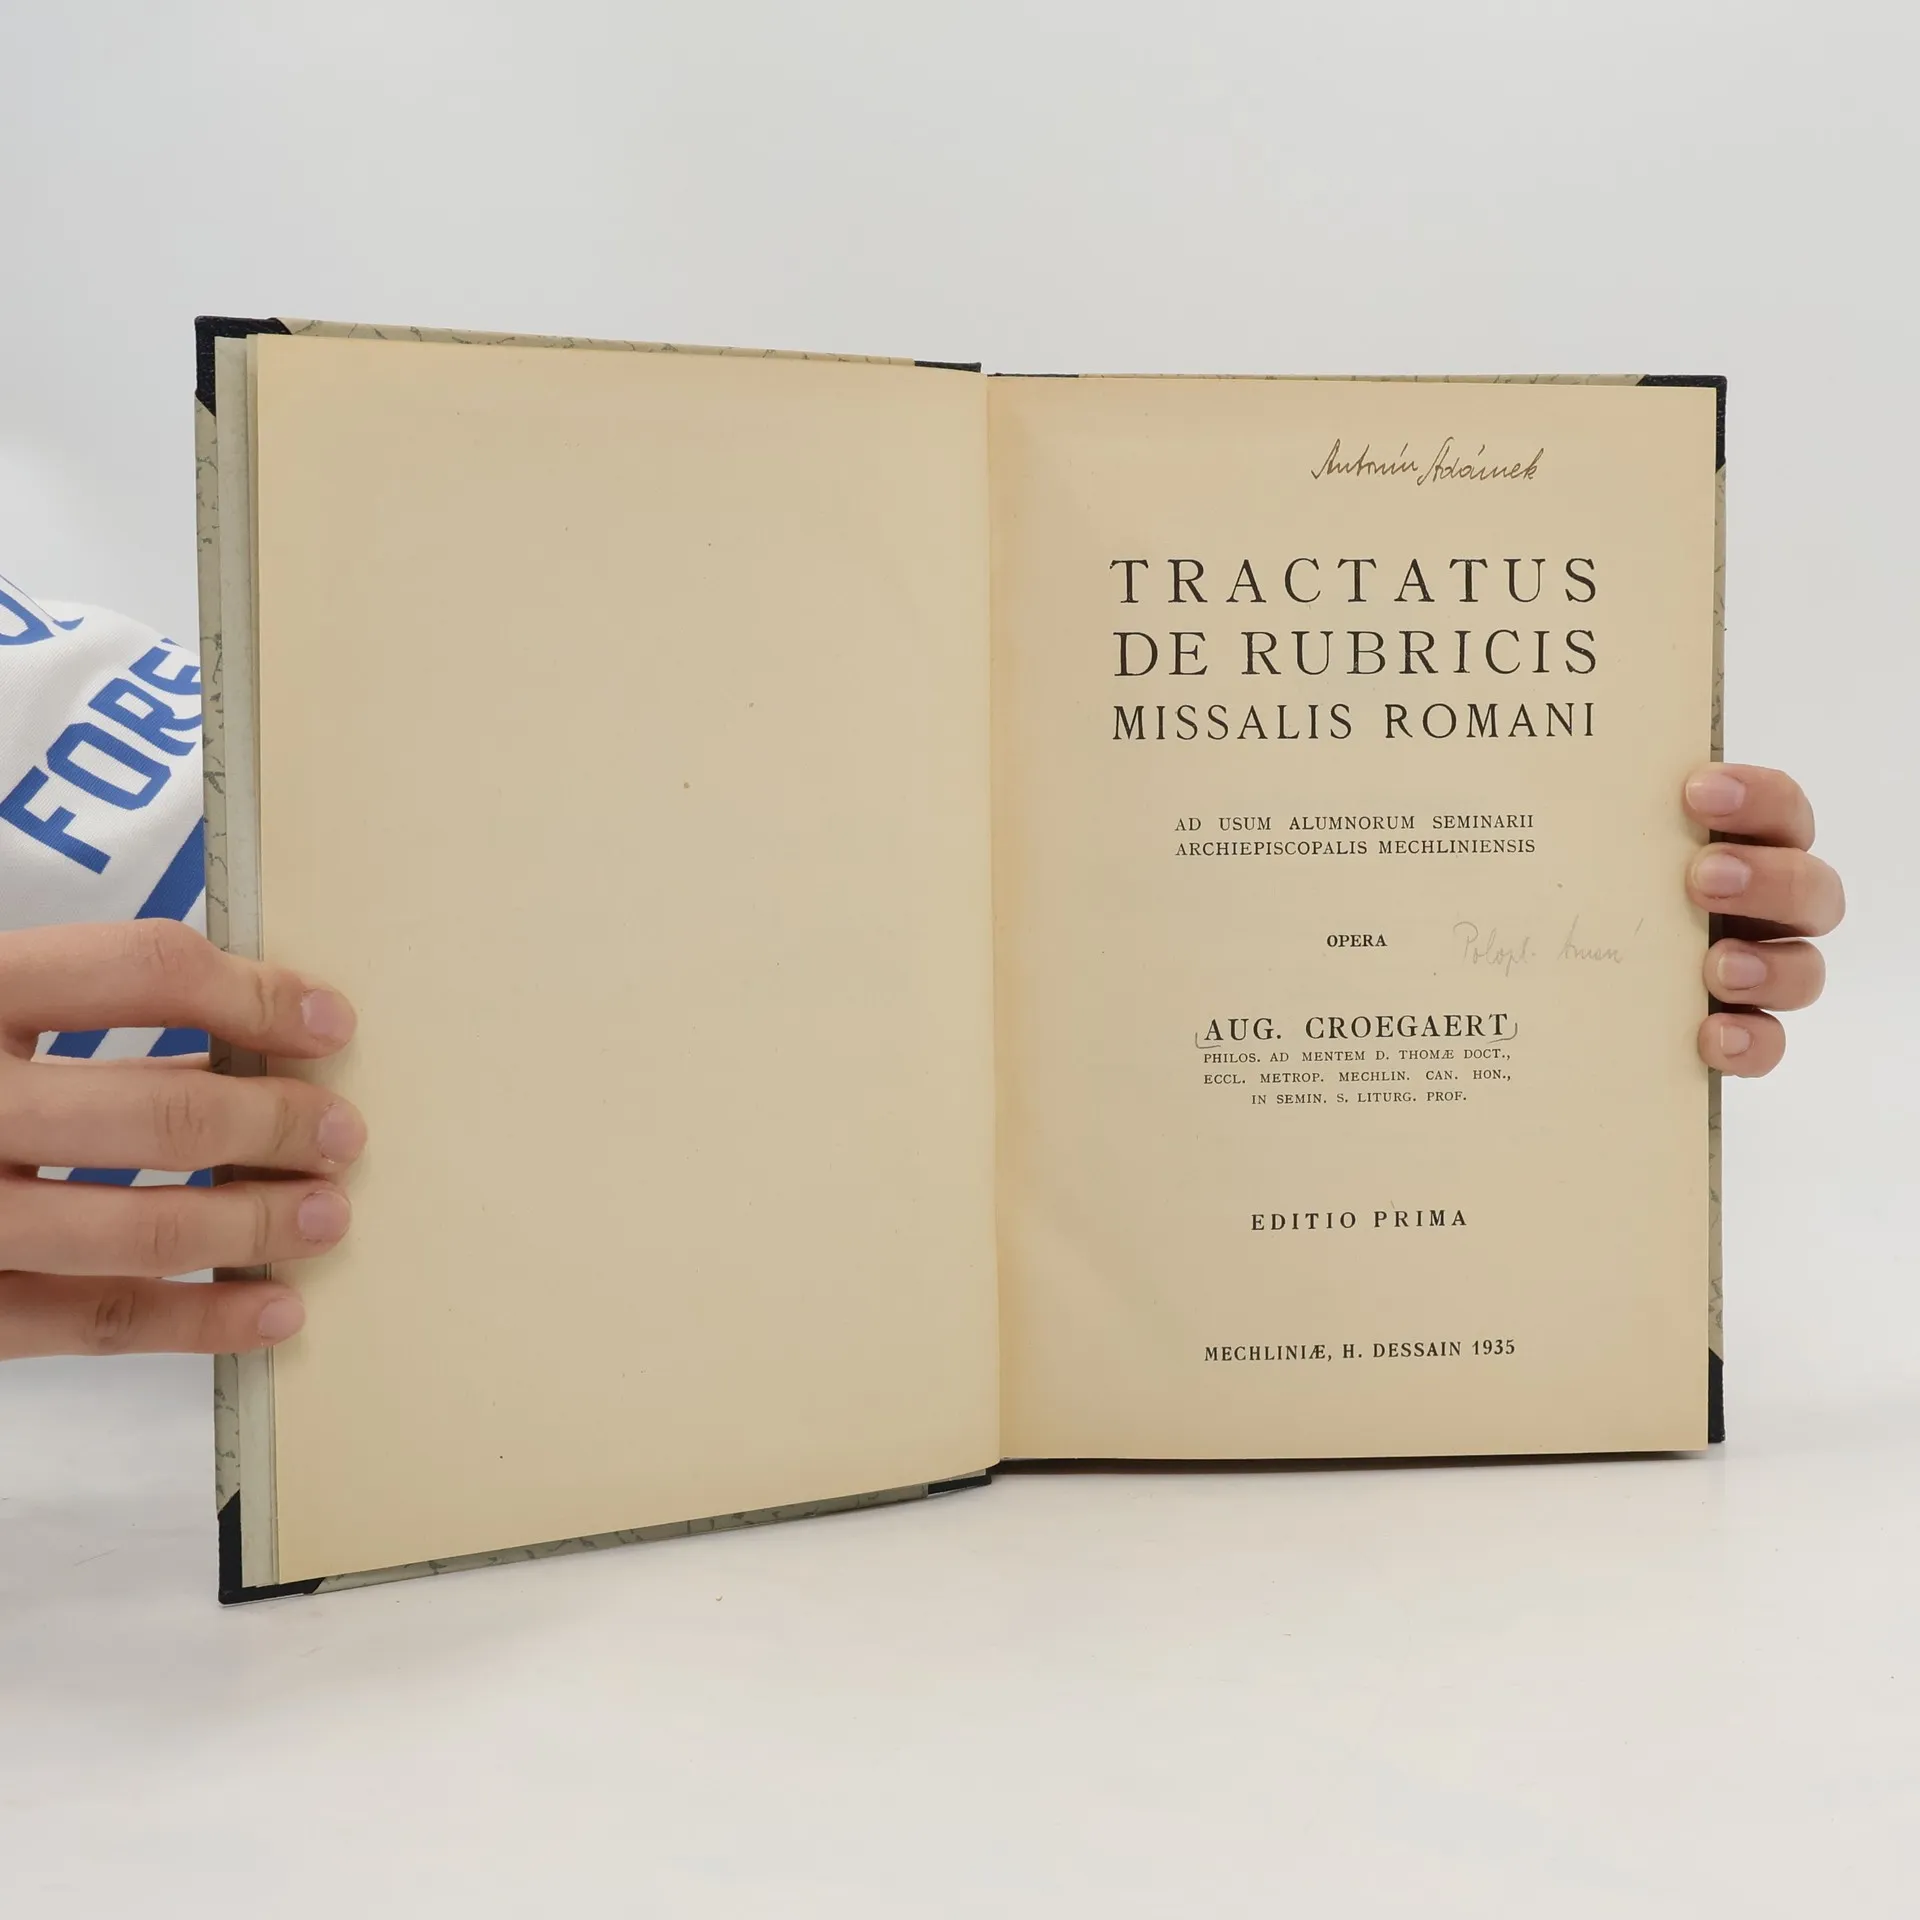 FORE
Antonín Adámek
TRACTATUS
DE RUBRICIS
MISSALIS ROMANI
AD USUM ALUMNORUM SEMINARII
ARCHIEPISCOPALIS MECHLINIENSIS
OPERA
AUG. CROEGAERT
PHILOS. AD MENTEM D. THOMÆ DOCT.,
ECCL. METROP. MECHLIN. CAN. HON.,
IN SEMIN. S. LITURG. PROF.
EDITIO PRIMA
MECHLINIÆ, H. DESSAIN 1935